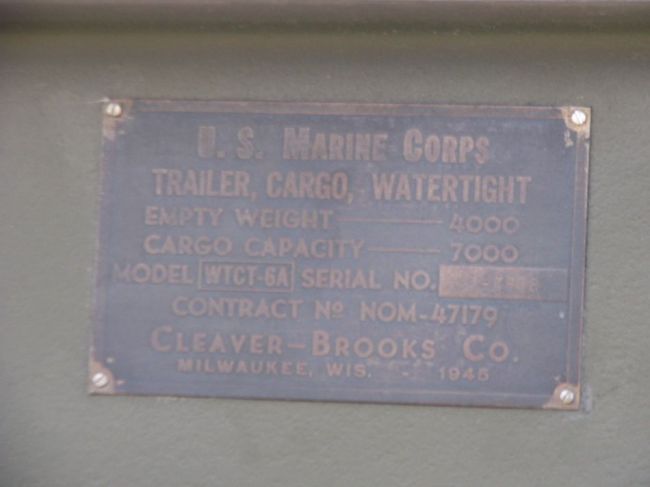 U. S. MARINE CORPS
TRAILER, CARGO, WATERTIGHT
EMPTY WEIGHT 4000
CARGO CAPACITY 7000
MODEL WTCT-6A SERIAL NO.
CONTRACT Nº NOM-47179
CLEAVER-BROOKS CO.
MILWAUKEE, WIS. - 1945